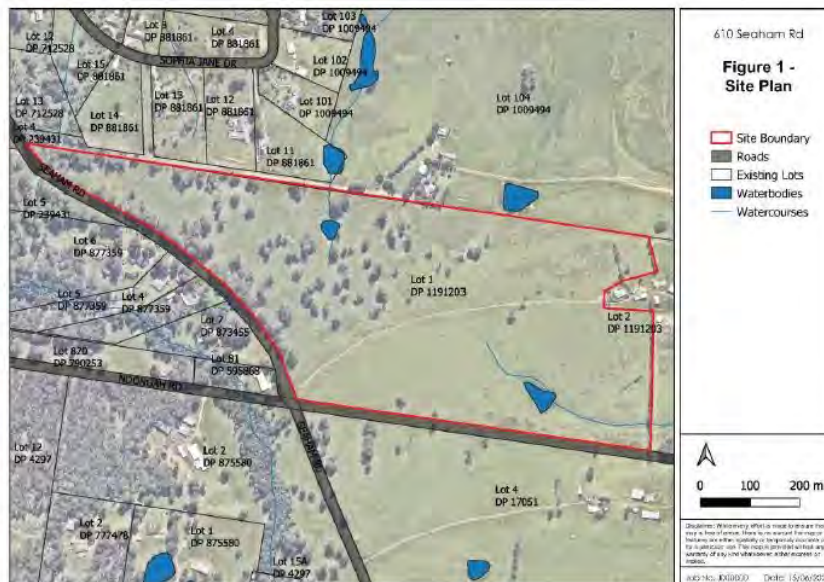 610 Seaham Rd
Figure 1 -
Site Plan
Site Boundary
Roads
Existing Lots
Waterbodies
Watercourses
0 100 200 m
Lot 12
DP 712528
Lot 3
DP 881861
Lot 4
DP 881861
Lot 103
DP 1009494
SOPHIA JANE DR
Lot 15
DP 881861
Lot 102
DP 1009494
Lot 13
DP 712528
Lot 14
DP 881861
Lot 13
DP 881861
Lot 12
DP 881861
Lot 101
DP 1009494
Lot 104
DP 1009494
Lot 4
DP 239431
Lot 11
DP 881861
SEAHAM RD
Lot 5
DP 239431
Lot 6
DP 877359
Lot 1
DP 1191203
Lot 5
DP 877359
Lot 4
DP 877359
Lot 7
DP 873455
Lot 2
DP 1191203
Lot 820
DP 790253
Lot 81
DP 595868
Lot 12
DP 4297
Lot 2
DP 875580
Lot 4
DP 17051
Lot 2
DP 777478
Lot 1
DP 875580
Lot 15A
DP 4297